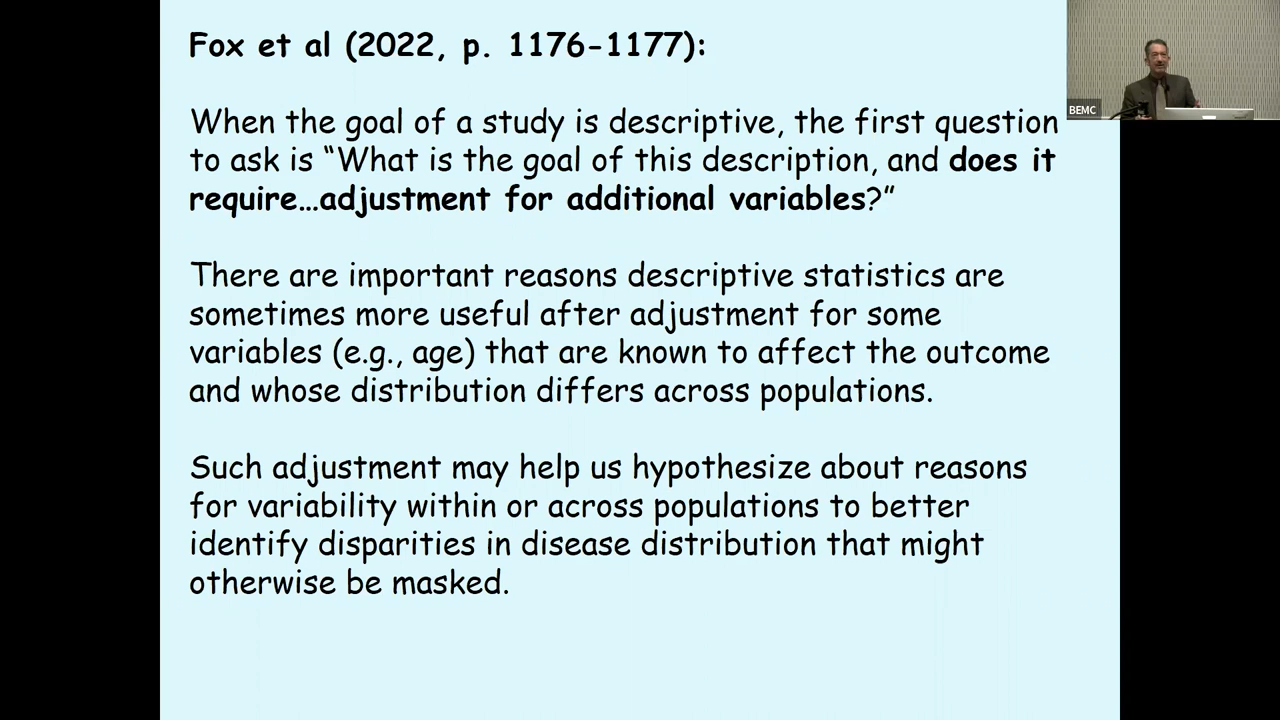 Fox et al (2022, p. 1176-1177):
When the goal of a study is descriptive, the first question
to ask is “What is the goal of this description, and does it
require…adjustment for additional variables?”
There are important reasons descriptive statistics are
sometimes more useful after adjustment for some
variables (e.g., age) that are known to affect the outcome
and whose distribution differs across populations.
Such adjustment may help us hypothesize about reasons
for variability within or across populations to better
identify disparities in disease distribution that might
otherwise be masked.
BEMC